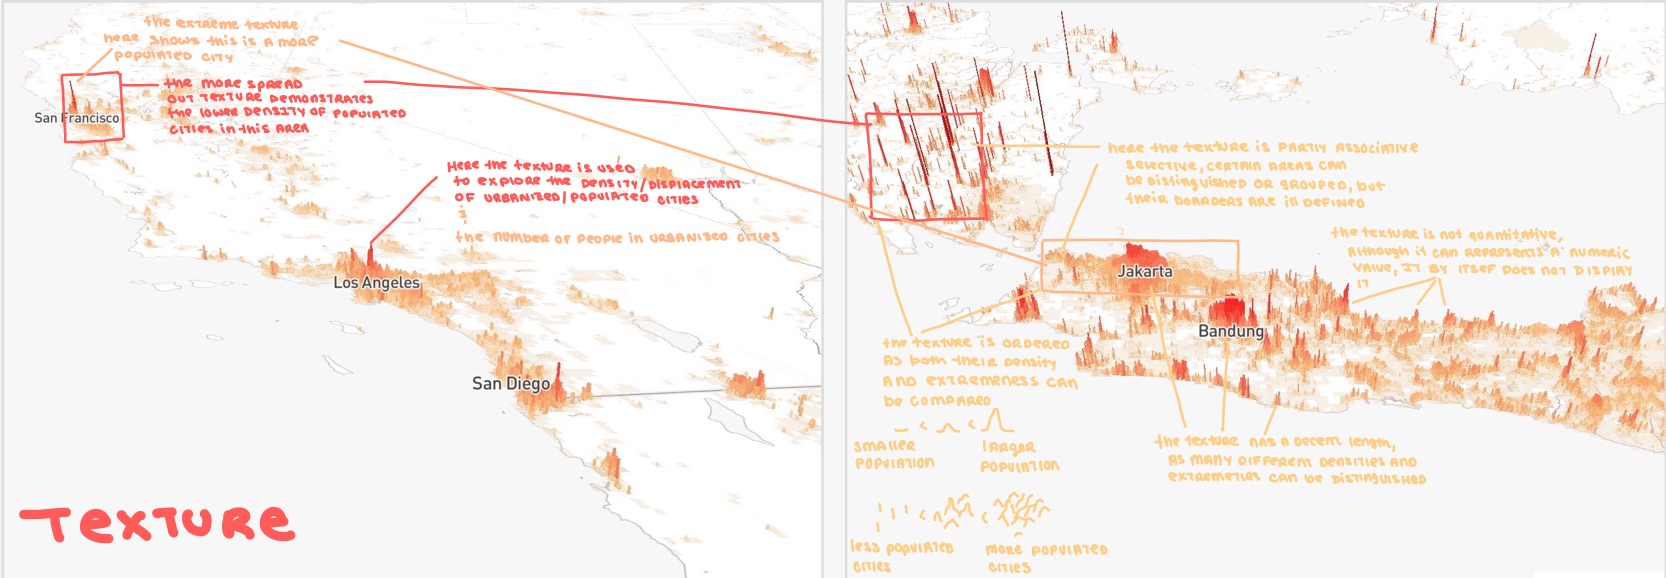 the extreme texture
here shows this is a more
populated city
the more spread
out texture demonstrates
the lower density of populated
cities in this area
San Francisco
Here the texture is used
to explore the density/displacement
of urbanized/populated cities
&
the number of people in urbanized cities
Los Angeles
San Diego
Texture
here the texture is partly associative
selective, certain areas can
be distinguished or grouped, but
their boarders are ill defined
the texture is not quantitative,
although it can represents 'a' numeric
value, it by itself does not display
it
Jakarta
Bandung
the texture is ordered
as both their density
and extremeness can
be compared
< <
smaller
population
larger
population
< <
less populated
cities
more populated
cities
the texture has a decent length,
as many different densities and
extremeties can be distinguished